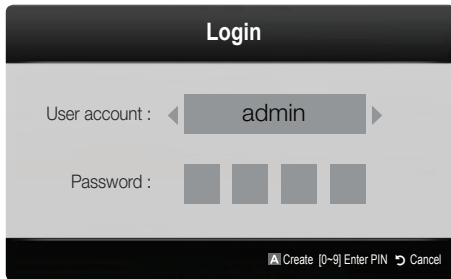 Login
User account : admin
Password :
A Create [0~9] Enter PIN Cancel